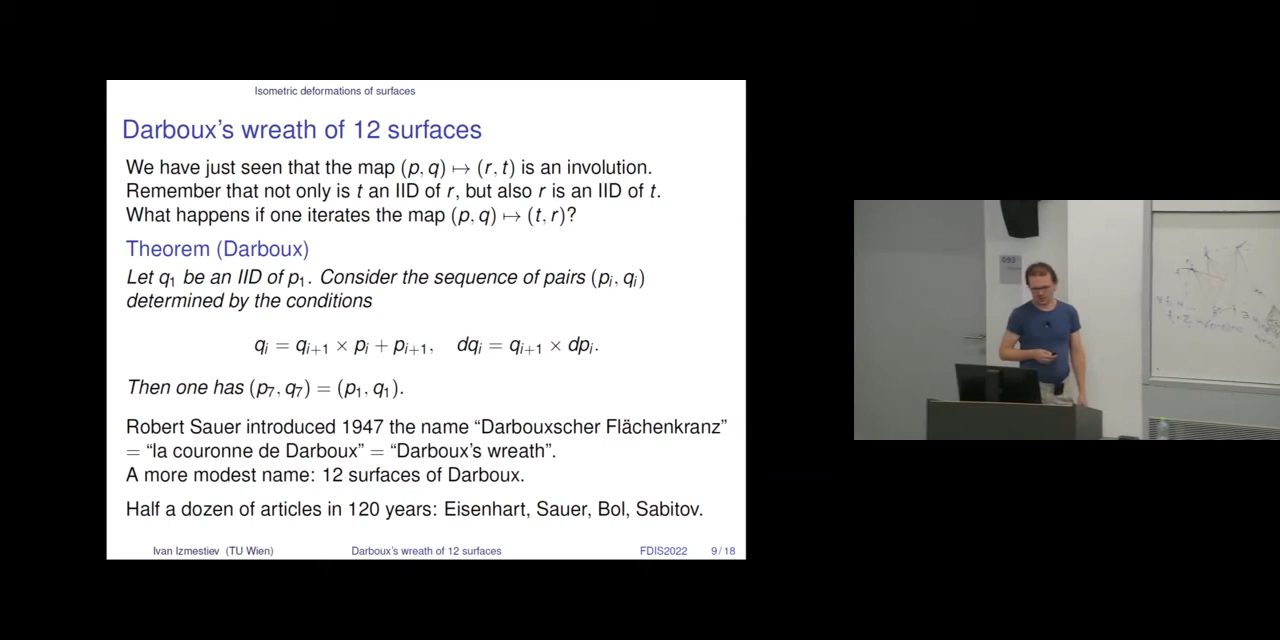 Isometric deformations of surfaces
Darboux's wreath of 12 surfaces
We have just seen that the map (p, q) ↦ (r, t) is an involution.
Remember that not only is t an IID of r, but also r is an IID of t.
What happens if one iterates the map (p, q) ↦ (t, r)?
Theorem (Darboux)
Let q₁ be an IID of p₁. Consider the sequence of pairs (pᵢ, qᵢ)
determined by the conditions
qᵢ = qᵢ₊₁ × pᵢ + pᵢ₊₁, dqᵢ = qᵢ₊₁ × dpᵢ.
Then one has (p₇, q₇) = (p₁, q₁).
Robert Sauer introduced 1947 the name “Darbouxscher Flächenkranz”
= “la couronne de Darboux” = “Darboux's wreath”.
A more modest name: 12 surfaces of Darboux.
Half a dozen of articles in 120 years: Eisenhart, Sauer, Bol, Sabitov.
Ivan Izmestiev (TU Wien) Darboux's wreath of 12 surfaces FDIS2022 9 / 18